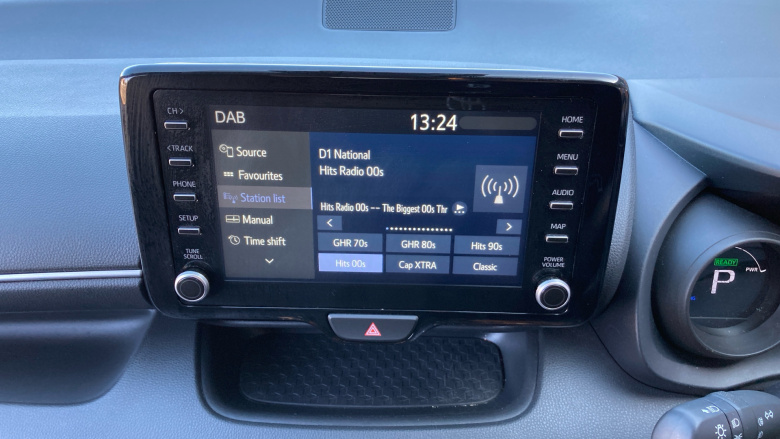 DAB
13:24
CH >
< TRACK
PHONE
SETUP
TUNE
SCROLL
Source
Favourites
Station list
Manual
Time shift
D1 National
Hits Radio 00s
Hits Radio 00s -- The Biggest 00s Thr
<
>
GHR 70s
GHR 80s
Hits 90s
Hits 00s
Cap XTRA
Classic
HOME
MENU
AUDIO
MAP
POWER
VOLUME
READY
P
PWR